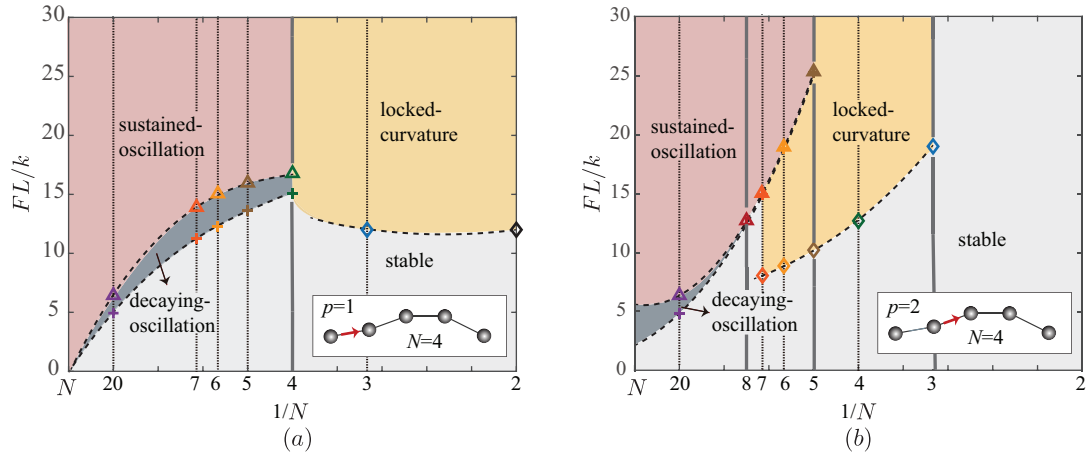 30
25
20
15
10
5
0
FL/k
sustained-
oscillation
locked-
curvature
decaying-
oscillation
stable
p=1
N=4
N 20 7 6 5 4 3 2
1/N
(a)
30
25
20
15
10
5
0
FL/k
sustained-
oscillation
locked-
curvature
decaying-
oscillation
stable
p=2
N=4
N 20 8 7 6 5 4 3 2
1/N
(b)